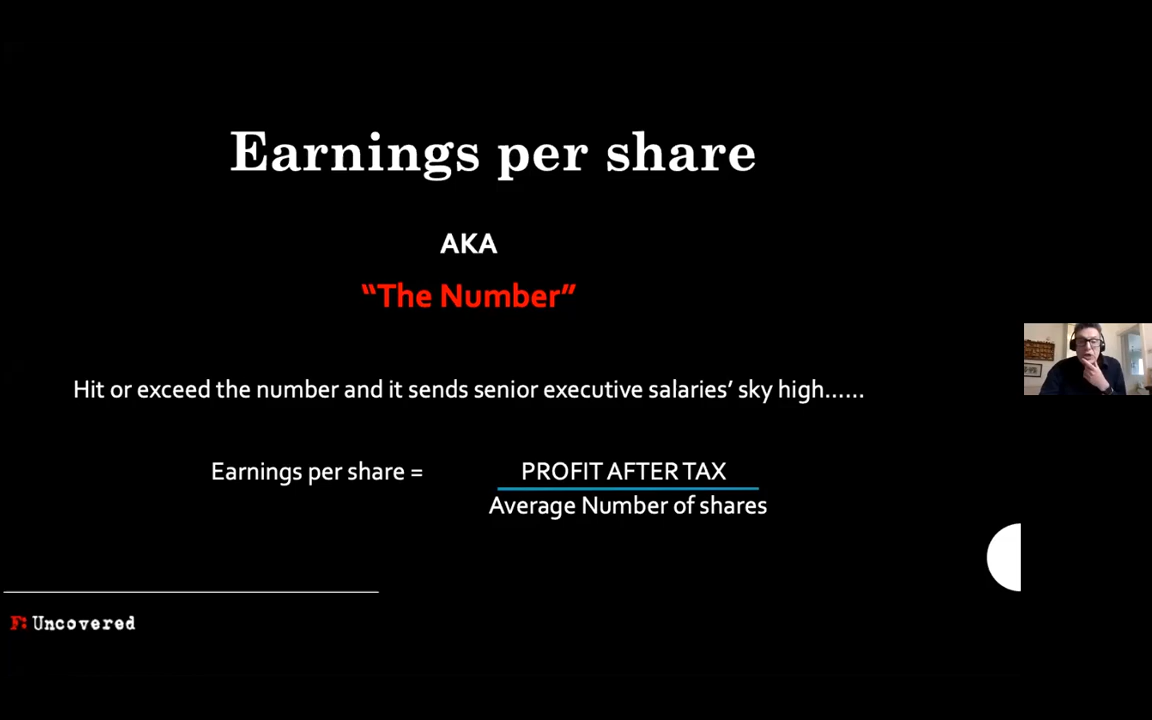 Earnings per share
AKA
“The Number”
Hit or exceed the number and it sends senior executive salaries’ sky high……
Earnings per share =
PROFIT AFTER TAX
Average Number of shares
F: Uncovered